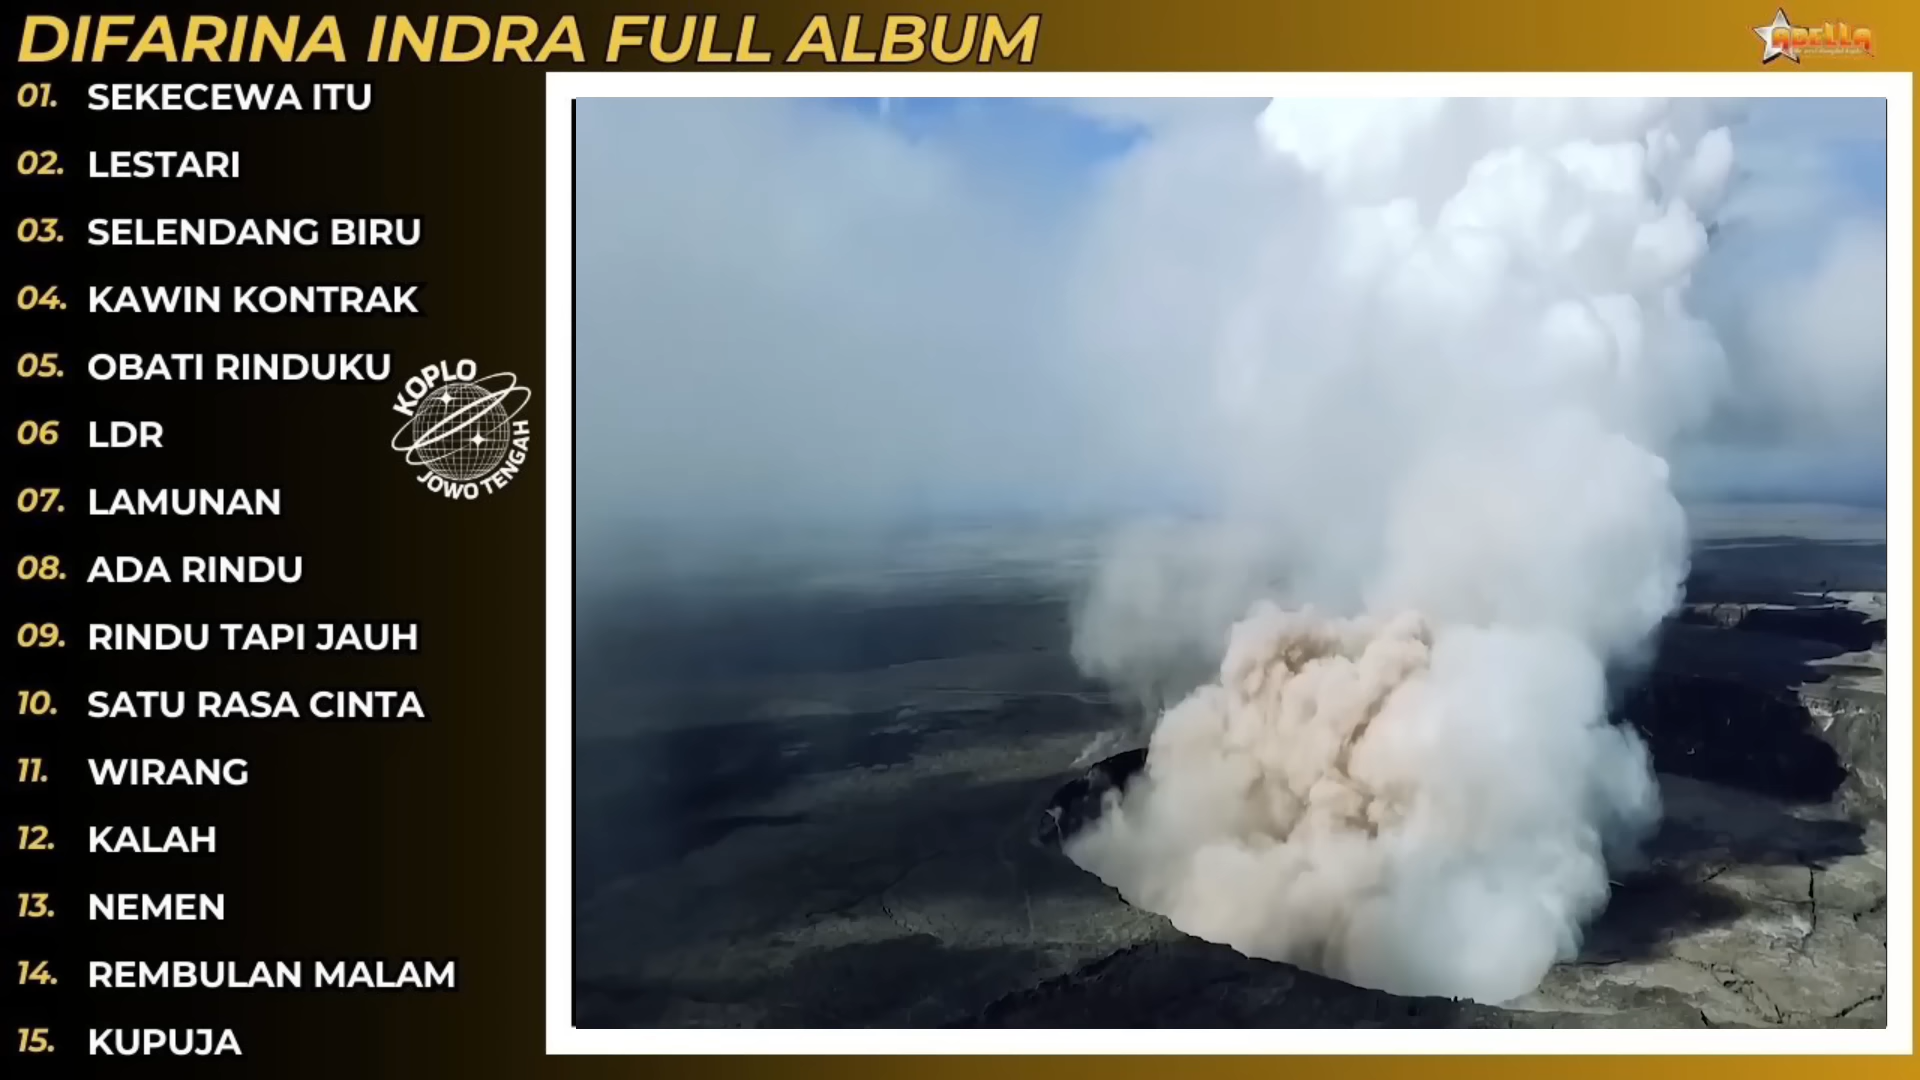 DIFARINA INDRA FULL ALBUM
ADELLA
01. SEKECEWA ITU
02. LESTARI
03. SELENDANG BIRU
04. KAWIN KONTRAK
05. OBATI RINDUKU
KOPLO
JOWO TENGAH
06 LDR
07. LAMUNAN
08. ADA RINDU
09. RINDU TAPI JAUH
10. SATU RASA CINTA
11. WIRANG
12. KALAH
13. NEMEN
14. REMBULAN MALAM
15. KUPUJA